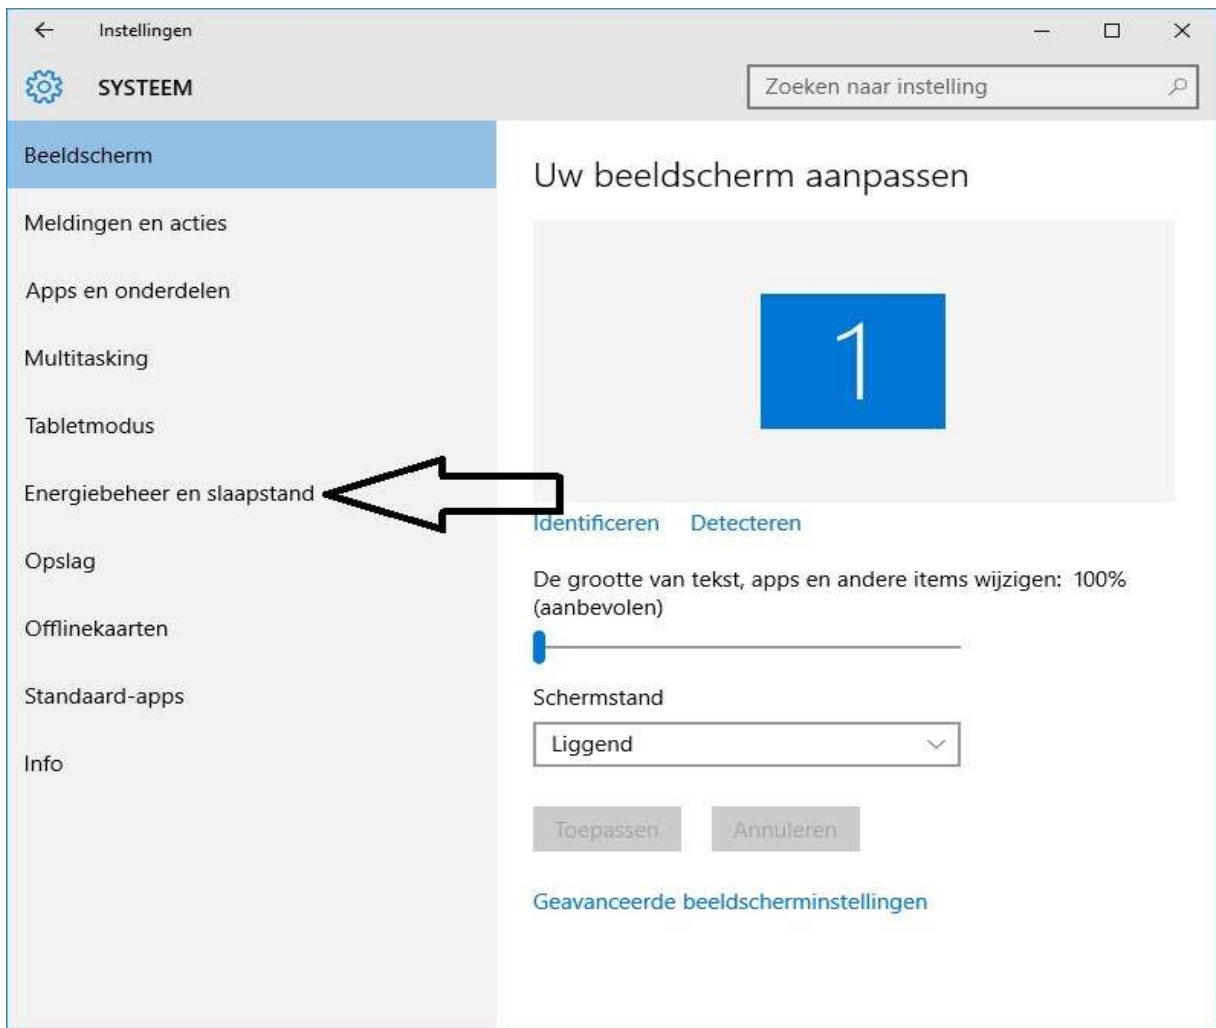 Instellingen
SYSTEEM
Zoeken naar instelling
Beeldscherm
Meldingen en acties
Apps en onderdelen
Multitasking
Tabletmodus
Energiebeheer en slaapstand
Opslag
Offlinekaarten
Standaard-apps
Info
Uw beeldscherm aanpassen
1
Identificeren Detecteren
De grootte van tekst, apps en andere items wijzigen: 100%
(aanbevolen)
Schermstand
Liggend
Toepassen Annuleren
Geavanceerde beeldscherminstellingen